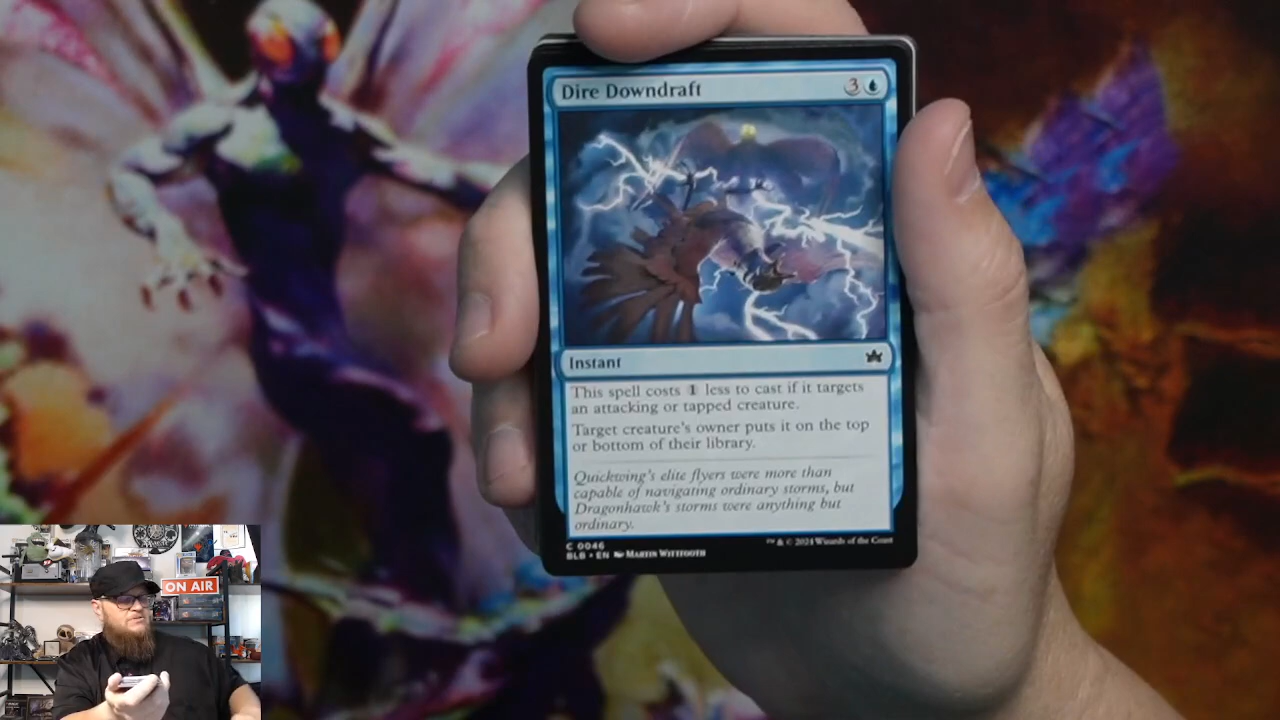 Dire Downdraft 3
Instant
This spell costs 1 less to cast if it targets
an attacking or tapped creature.
Target creature's owner puts it on the top
or bottom of their library.
Quickwing's elite flyers were more than
capable of navigating ordinary storms, but
Dragonhawk's storms were anything but
ordinary.
C 0046
BLB • EN Martin Wittfooth
™ & © 2024 Wizards of the Coast
ON AIR